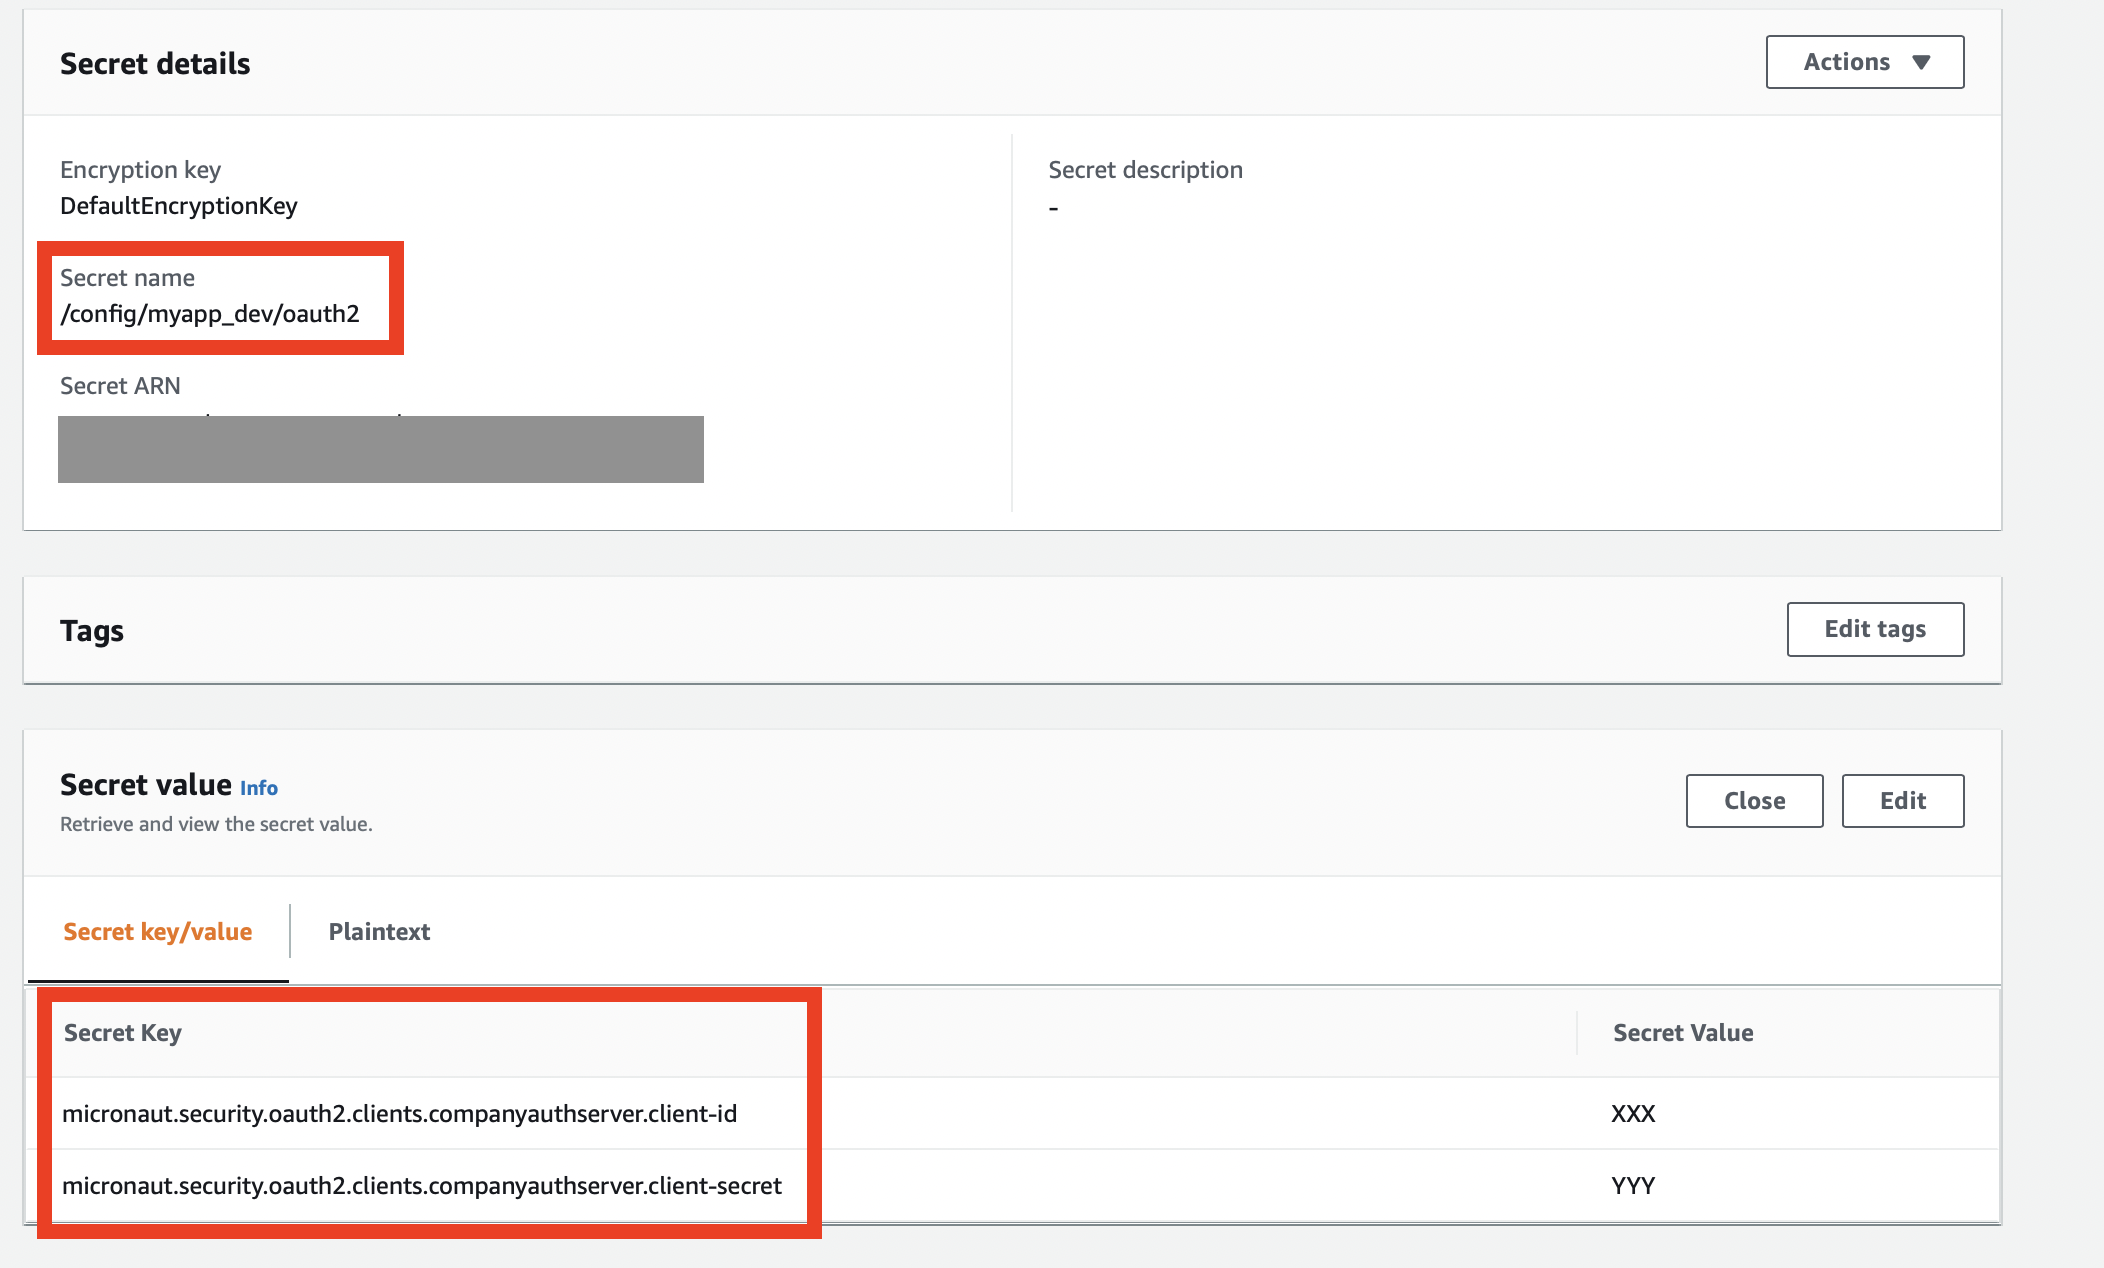 Secret details
Actions
Encryption key
DefaultEncryptionKey
Secret description
-
Secret name
/config/myapp_dev/oauth2
Secret ARN
Tags
Edit tags
Secret value Info
Retrieve and view the secret value.
Close
Edit
Secret key/value
Plaintext
Secret Key
Secret Value
micronaut.security.oauth2.clients.companyauthserver.client-id
XXX
micronaut.security.oauth2.clients.companyauthserver.client-secret
YYY